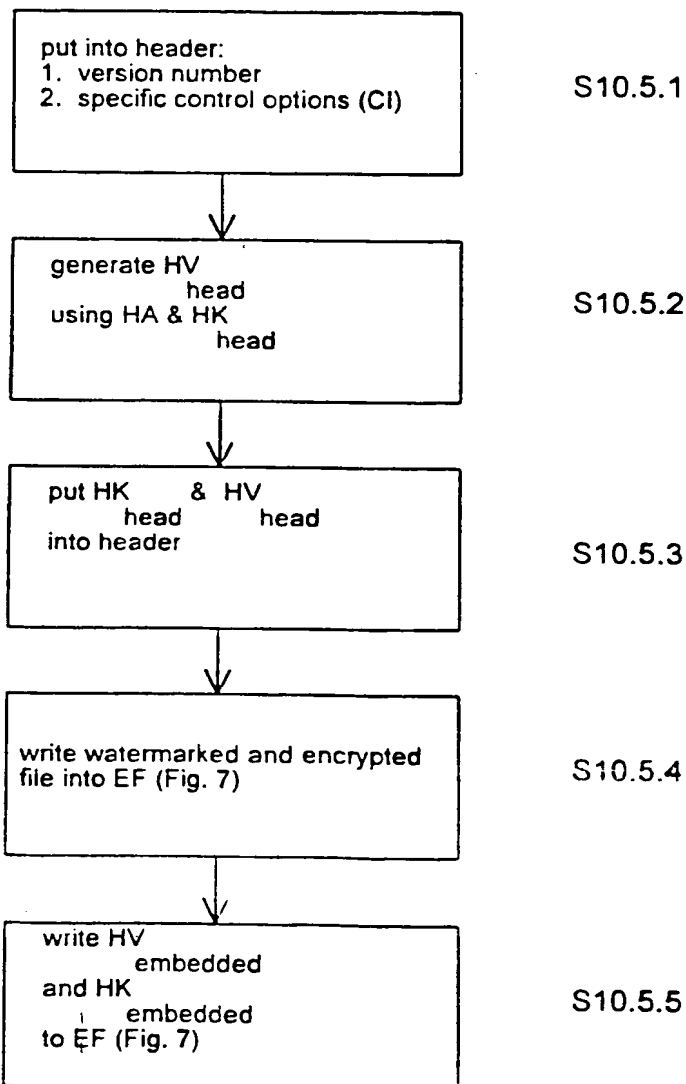 put into header:
1. version number
2. specific control options (CI)
S10.5.1
generate HV
head
using HA & HK
head
S10.5.2
put HK & HV
head head
into header
S10.5.3
write watermarked and encrypted
file into EF (Fig. 7)
S10.5.4
write HV
embedded
and HK
embedded
to EF (Fig. 7)
S10.5.5